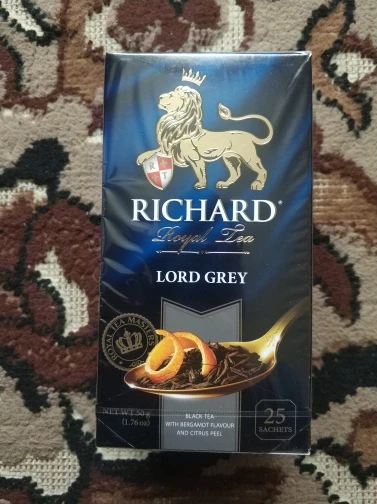 R T
RICHARD®
Royal Tea
LORD GREY
ROYAL TEA MASTERS
NET WT 50 g
(1.76 oz)
BLACK TEA
WITH BERGAMOT FLAVOUR
AND CITRUS PEEL
25
SACHETS